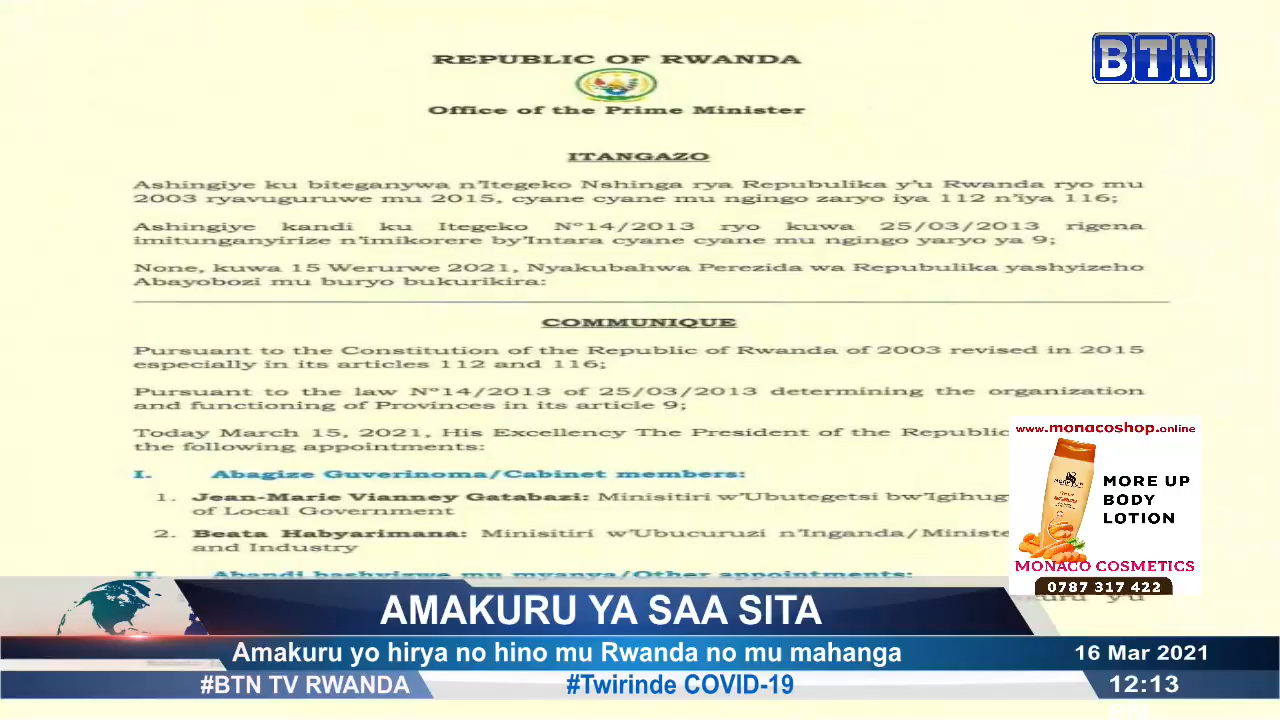 BTN
REPUBLIC OF RWANDA
Office of the Prime Minister
ITANGAZO
Ashingiye ku biteganywa n'Itegeko Nshinga rya Repubulika y'u Rwanda ryo mu
2003 ryavuguruwe mu 2015, cyane cyane mu ngingo zaryo iya 112 n'iya 116;
Ashingiye kandi ku Itegeko N°14/2013 ryo kuwa 25/03/2013 rigena
imitunganyirize n'imikorere by'Intara cyane cyane mu ngingo yaryo ya 9;
None, kuwa 15 Werurwe 2021, Nyakubahwa Perezida wa Repubulika yashyizeho
Abayobozi mu buryo bukurikira:
COMMUNIQUE
Pursuant to the Constitution of the Republic of Rwanda of 2003 revised in 2015
especially in its articles 112 and 116;
Pursuant to the law N°14/2013 of 25/03/2013 determining the organization
and functioning of Provinces in its article 9;
Today March 15, 2021, His Excellency The President of the Republic
the following appointments:
I. Abagize Guverinoma/Cabinet members:
1. Jean-Marie Vianney Gatabazi: Minisitiri w'Ubutegetsi bw'Igihug
of Local Government
2. Beata Habyarimana: Minisitiri w'Ubucuruzi n'Inganda/Ministe
and Industry
II. Abandi bashyizwe mu myanya/Other appointments:
www.monacoshop.online
MORE UP
BODY
LOTION
MONACO COSMETICS
0787 317 422
AMAKURU YA SAA SITA
Amakuru yo hirya no hino mu Rwanda no mu mahanga
16 Mar 2021
#BTN TV RWANDA
#Twirinde COVID-19
12:13